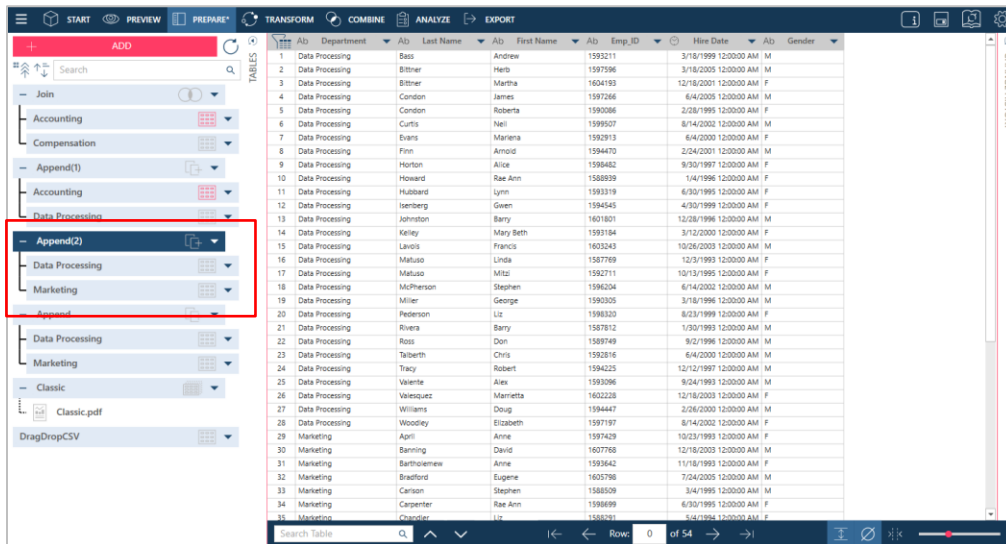 START PREVIEW PREPARE* TRANSFORM COMBINE ANALYZE EXPORT
ADD
Search
TABLES
Join
Accounting
Compensation
Append(1)
Accounting
Data Processing
Append(2)
Data Processing
Marketing
Append
Data Processing
Marketing
Classic
Classic.pdf
DragDropCSV
Ab Department Ab Last Name Ab First Name Ab Emp_ID Hire Date Ab Gender
1 Data Processing Bass Andrew 1593211 3/18/1999 12:00:00 AM M
2 Data Processing Bittner Herb 1597596 3/18/2005 12:00:00 AM M
3 Data Processing Bittner Martha 1604193 12/18/2001 12:00:00 AM F
4 Data Processing Condon James 1597266 6/4/2005 12:00:00 AM M
5 Data Processing Condon Roberta 1590086 2/28/1995 12:00:00 AM F
6 Data Processing Curtis Neil 1599507 8/14/2002 12:00:00 AM M
7 Data Processing Evans Marlena 1592913 6/4/2000 12:00:00 AM F
8 Data Processing Finn Arnold 1594470 2/24/2001 12:00:00 AM M
9 Data Processing Horton Alice 1598482 9/30/1997 12:00:00 AM F
10 Data Processing Howard Rae Ann 1588939 1/4/1996 12:00:00 AM F
11 Data Processing Hubbard Lynn 1593319 6/30/1995 12:00:00 AM F
12 Data Processing Isenberg Gwen 1594545 4/30/1999 12:00:00 AM F
13 Data Processing Johnston Barry 1601801 12/28/1996 12:00:00 AM M
14 Data Processing Kelley Mary Beth 1593184 3/12/2000 12:00:00 AM F
15 Data Processing Lavois Francis 1603243 10/26/2003 12:00:00 AM M
16 Data Processing Matuso Linda 1587769 12/3/1993 12:00:00 AM F
17 Data Processing Matuso Mitzi 1592711 10/13/1995 12:00:00 AM F
18 Data Processing McPherson Stephen 1596204 6/14/2002 12:00:00 AM M
19 Data Processing Miller George 1590305 3/18/1996 12:00:00 AM M
20 Data Processing Pederson Liz 1598320 8/23/1999 12:00:00 AM F
21 Data Processing Rivera Barry 1587812 1/30/1993 12:00:00 AM M
22 Data Processing Ross Don 1589749 9/2/1996 12:00:00 AM M
23 Data Processing Talberth Chris 1592816 6/4/2000 12:00:00 AM M
24 Data Processing Tracy Robert 1594225 12/12/1997 12:00:00 AM M
25 Data Processing Valente Alex 1593096 9/24/1993 12:00:00 AM M
26 Data Processing Valesquez Marrietta 1602228 12/18/2003 12:00:00 AM F
27 Data Processing Williams Doug 1594447 2/26/2000 12:00:00 AM M
28 Data Processing Woodley Elizabeth 1597197 8/14/2002 12:00:00 AM F
29 Marketing April Anne 1597429 10/23/1993 12:00:00 AM F
30 Marketing Banning David 1607768 12/18/2003 12:00:00 AM M
31 Marketing Bartholemew Anne 1593642 11/18/1993 12:00:00 AM F
32 Marketing Bradford Eugene 1605798 7/24/2005 12:00:00 AM M
33 Marketing Carlson Stephen 1588509 3/4/1995 12:00:00 AM M
34 Marketing Carpenter Rae Ann 1598699 6/30/1995 12:00:00 AM F
35 Marketing Chandler Liz 1588291 5/4/1994 12:00:00 AM F
Search Table Row: 0 of 54